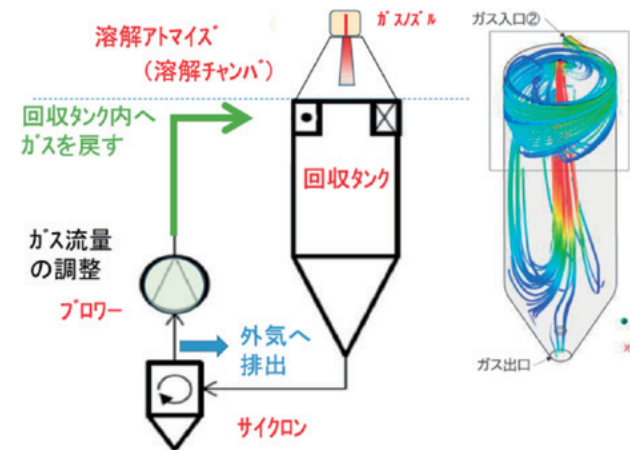 溶解アトマイズ
（溶解チャンバ）
ガスノズル
ガス入口②
回収タンク内へ
ガスを戻す
回収タンク
ガス流量
の調整
ブロワー
外気へ
排出
サイクロン
ガス出口